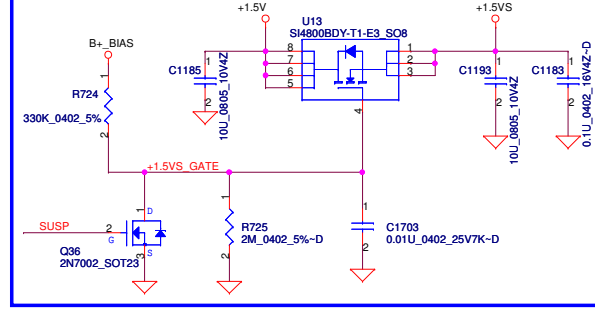 +1.5V
+1.5VS
U13
SI4800BDY-T1-E3_SO8
B+_BIAS
8
7
6
5
1
2
3
4
C1185
1
2
10U_0805_10V4Z
C1193
1
2
10U_0805_10V4Z
C1183
1
2
0.1U_0402_16V4Z~D
1
R724
330K_0402_5%
2
+1.5VS_GATE
SUSP
2
G
1
D
3
S
Q36
2N7002_SOT23
1
R725
2M_0402_5%~D
2
1
C1703
0.01U_0402_25V7K~D
2